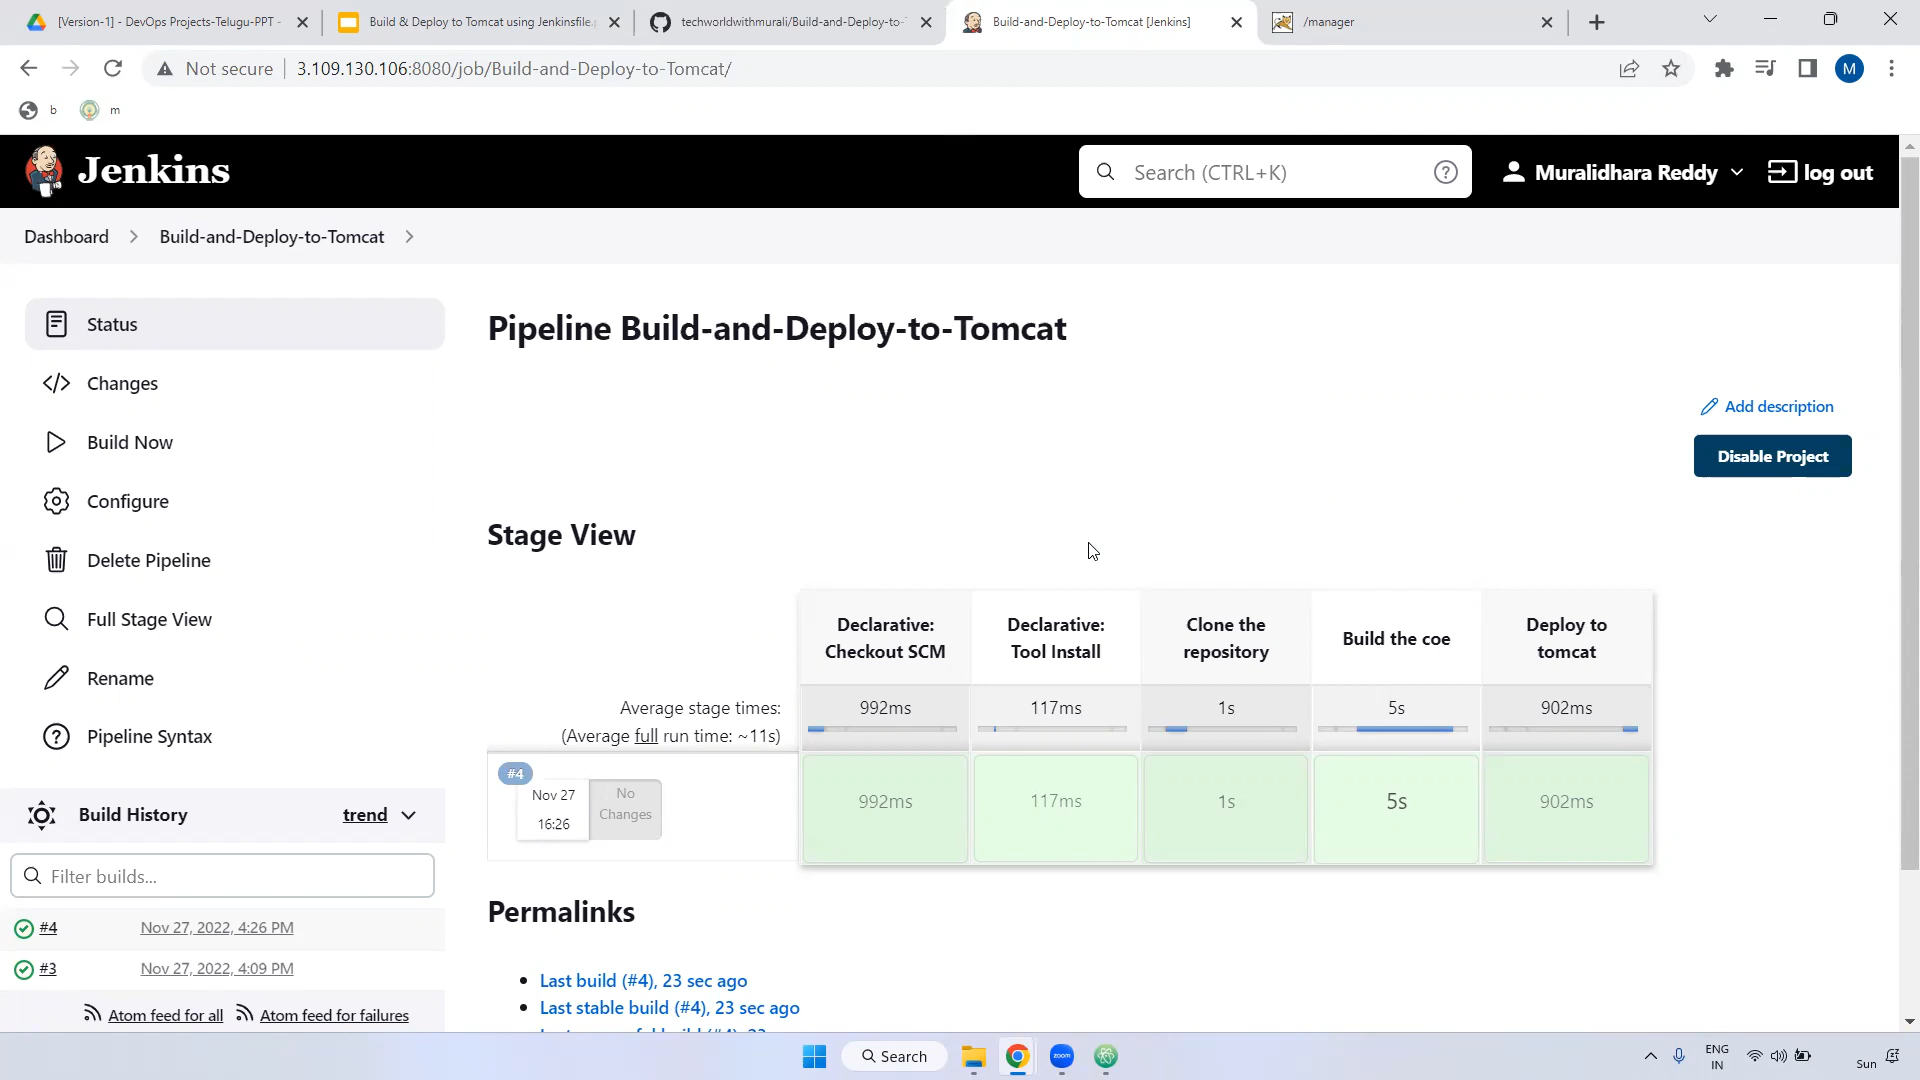 [Version-1] - DevOps Projects-Telugu-PPT -
Build & Deploy to Tomcat using Jenkinsfile.
techworldwithmurali/Build-and-Deploy-to-
Build-and-Deploy-to-Tomcat [Jenkins]
/manager
Not secure
3.109.130.106:8080/job/Build-and-Deploy-to-Tomcat/
M
b
m
Jenkins
Search (CTRL+K)
?
Muralidhara Reddy
log out
Dashboard
Build-and-Deploy-to-Tomcat
Status
Changes
Build Now
Configure
Delete Pipeline
Full Stage View
Rename
Pipeline Syntax
Build History
trend
Filter builds...
#4
Nov 27, 2022, 4:26 PM
#3
Nov 27, 2022, 4:09 PM
Atom feed for all
Atom feed for failures
Pipeline Build-and-Deploy-to-Tomcat
Add description
Disable Project
Stage View
Declarative:
Checkout SCM
Declarative:
Tool Install
Clone the
repository
Build the coe
Deploy to
tomcat
Average stage times:
(Average full run time: ~11s)
992ms
117ms
1s
5s
902ms
#4
Nov 27
16:26
No
Changes
992ms
117ms
1s
5s
902ms
Permalinks
Last build (#4), 23 sec ago
Last stable build (#4), 23 sec ago
Search
zoom
ENG
IN
Sun